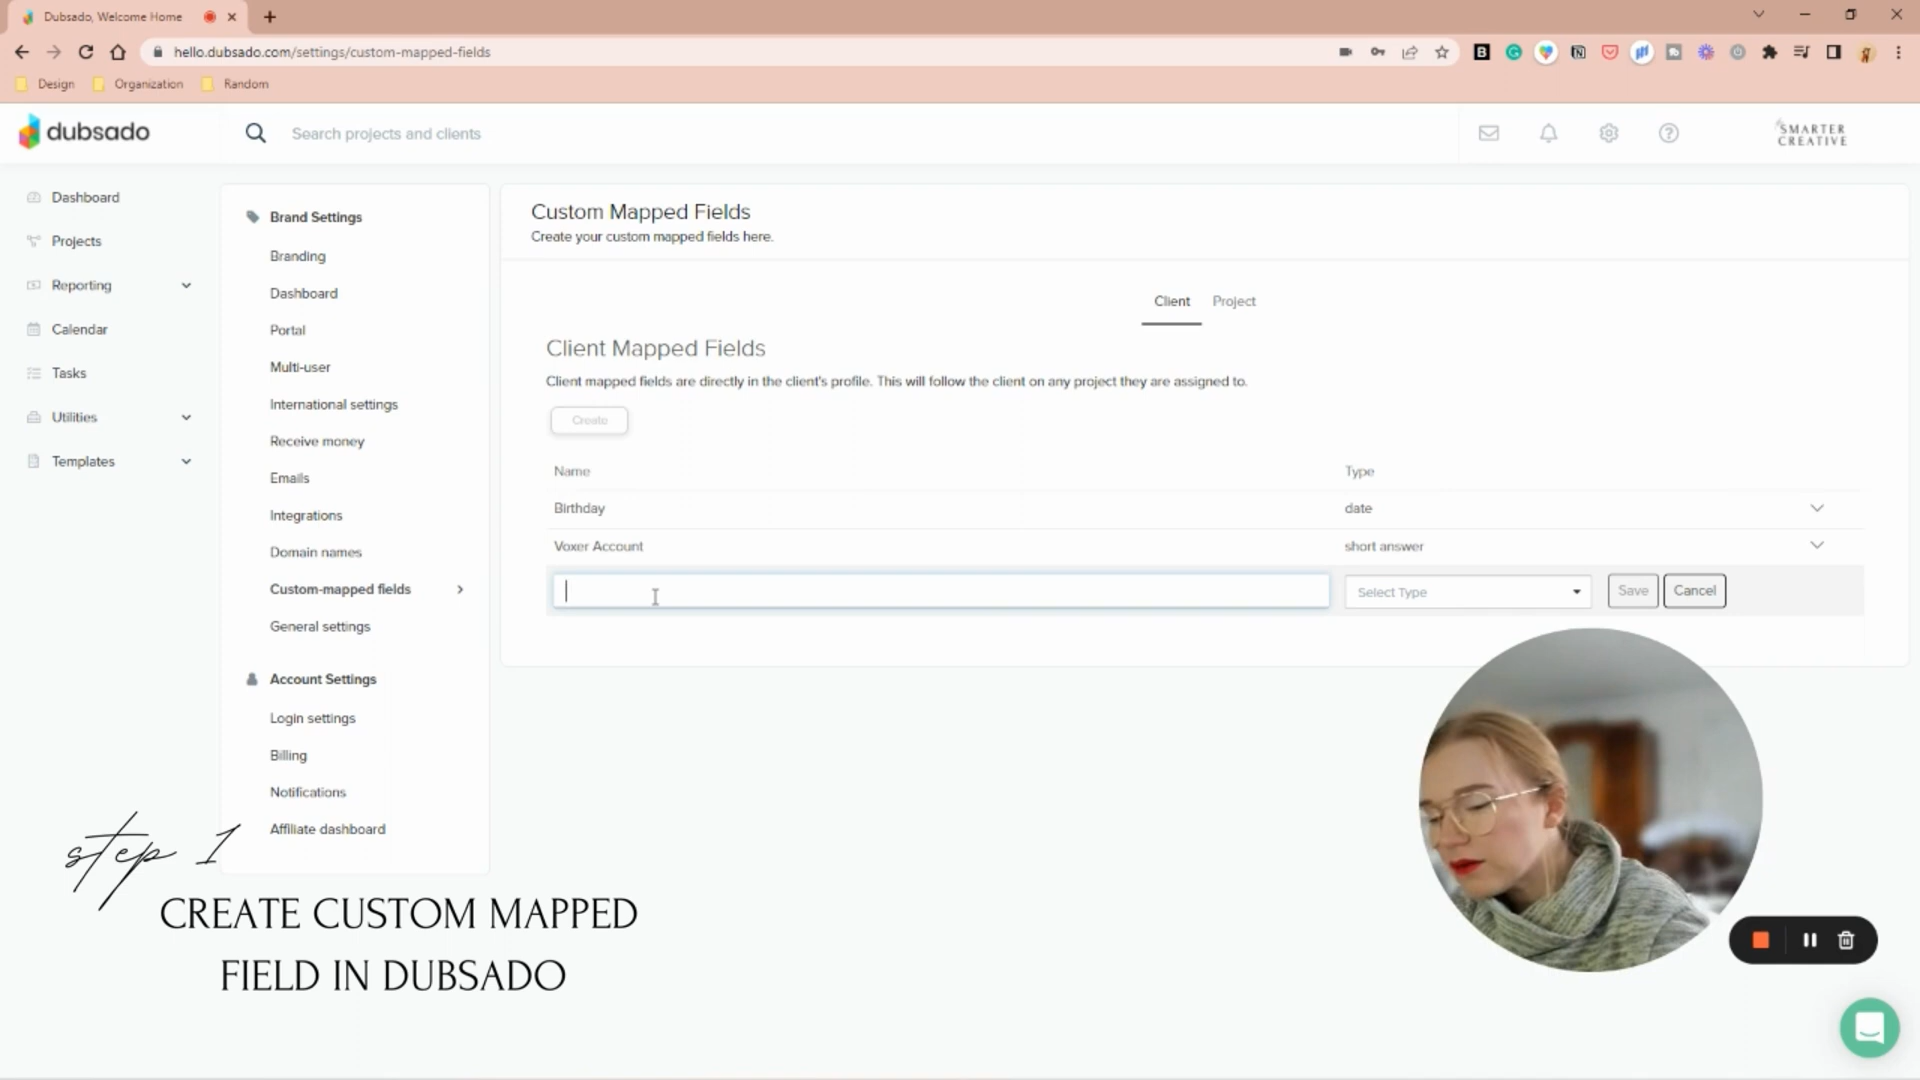 Dubsado, Welcome Home
hello.dubsado.com/settings/custom-mapped-fields
Design
Organization
Random
dubsado
Search projects and clients
SMARTER
CREATIVE
Dashboard
Projects
Reporting
Calendar
Tasks
Utilities
Templates
Brand Settings
Branding
Dashboard
Portal
Multi-user
International settings
Receive money
Emails
Integrations
Domain names
Custom-mapped fields
General settings
Account Settings
Login settings
Billing
Notifications
Affiliate dashboard
Custom Mapped Fields
Create your custom mapped fields here.
Client Project
Client Mapped Fields
Client mapped fields are directly in the client's profile. This will follow the client on any project they are assigned to.
Create
Name Type
Birthday date
Voxer Account short answer
Select Type Save Cancel
step 1
CREATE CUSTOM MAPPED
FIELD IN DUBSADO